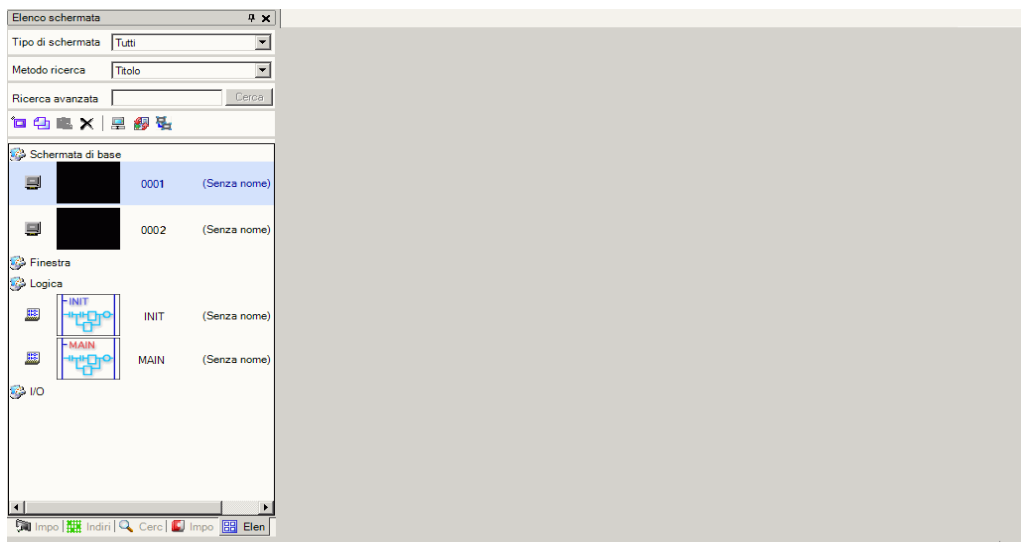 Elenco schermata
Tipo di schermata Tutti
Metodo ricerca Titolo
Ricerca avanzata Cerca
Schermata di base
0001 (Senza nome)
0002 (Senza nome)
Finestra
Logica
INIT INIT (Senza nome)
MAIN MAIN (Senza nome)
I/O
Impo Indiri Cerc Impo Elen